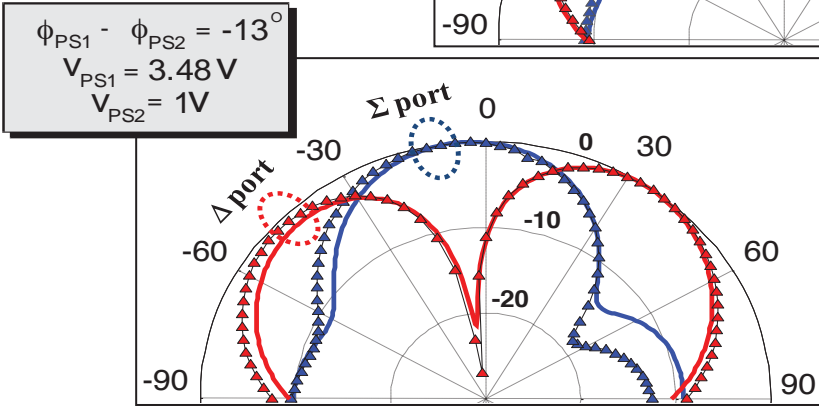 ϕPS1 - ϕPS2 = -13°
VPS1 = 3.48 V
VPS2 = 1V
-90
Σ port
0
-30
0
30
Δ port
-10
-60
60
-20
-90
90